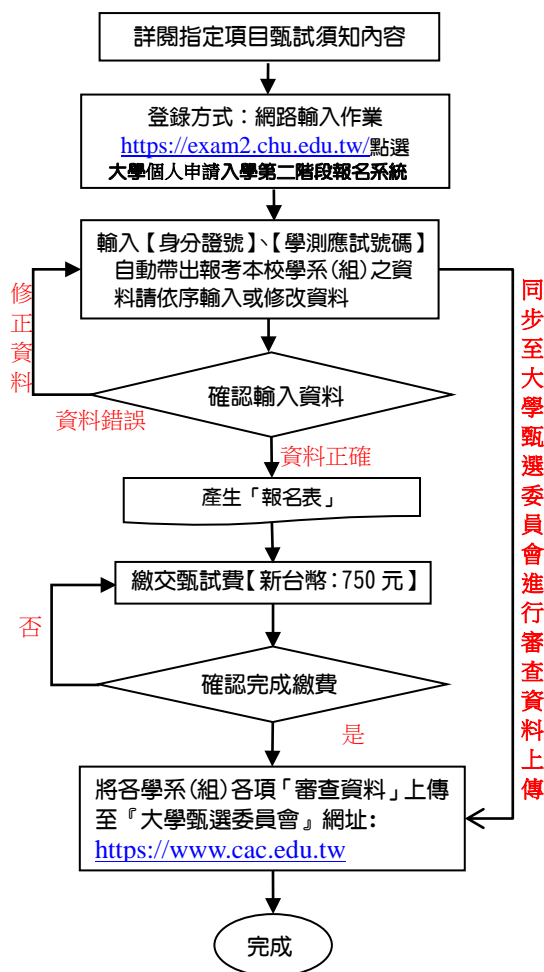 詳閱指定項目甄試須知內容
登錄方式：網路輸入作業
https://exam2.chu.edu.tw/點選
大學個人申請入學第二階段報名系統
輸入【身分證號】、【學測應試號碼】
自動帶出報考本校學系(組)之資
料請依序輸入或修改資料
修正資料
確認輸入資料
資料錯誤
資料正確
產生「報名表」
繳交甄試費【新台幣：750 元】
否
確認完成繳費
是
同步至大學甄選委員會進行審查資料上傳
將各學系(組)各項「審查資料」上傳
至『大學甄選委員會』網址:
https://www.cac.edu.tw
完成